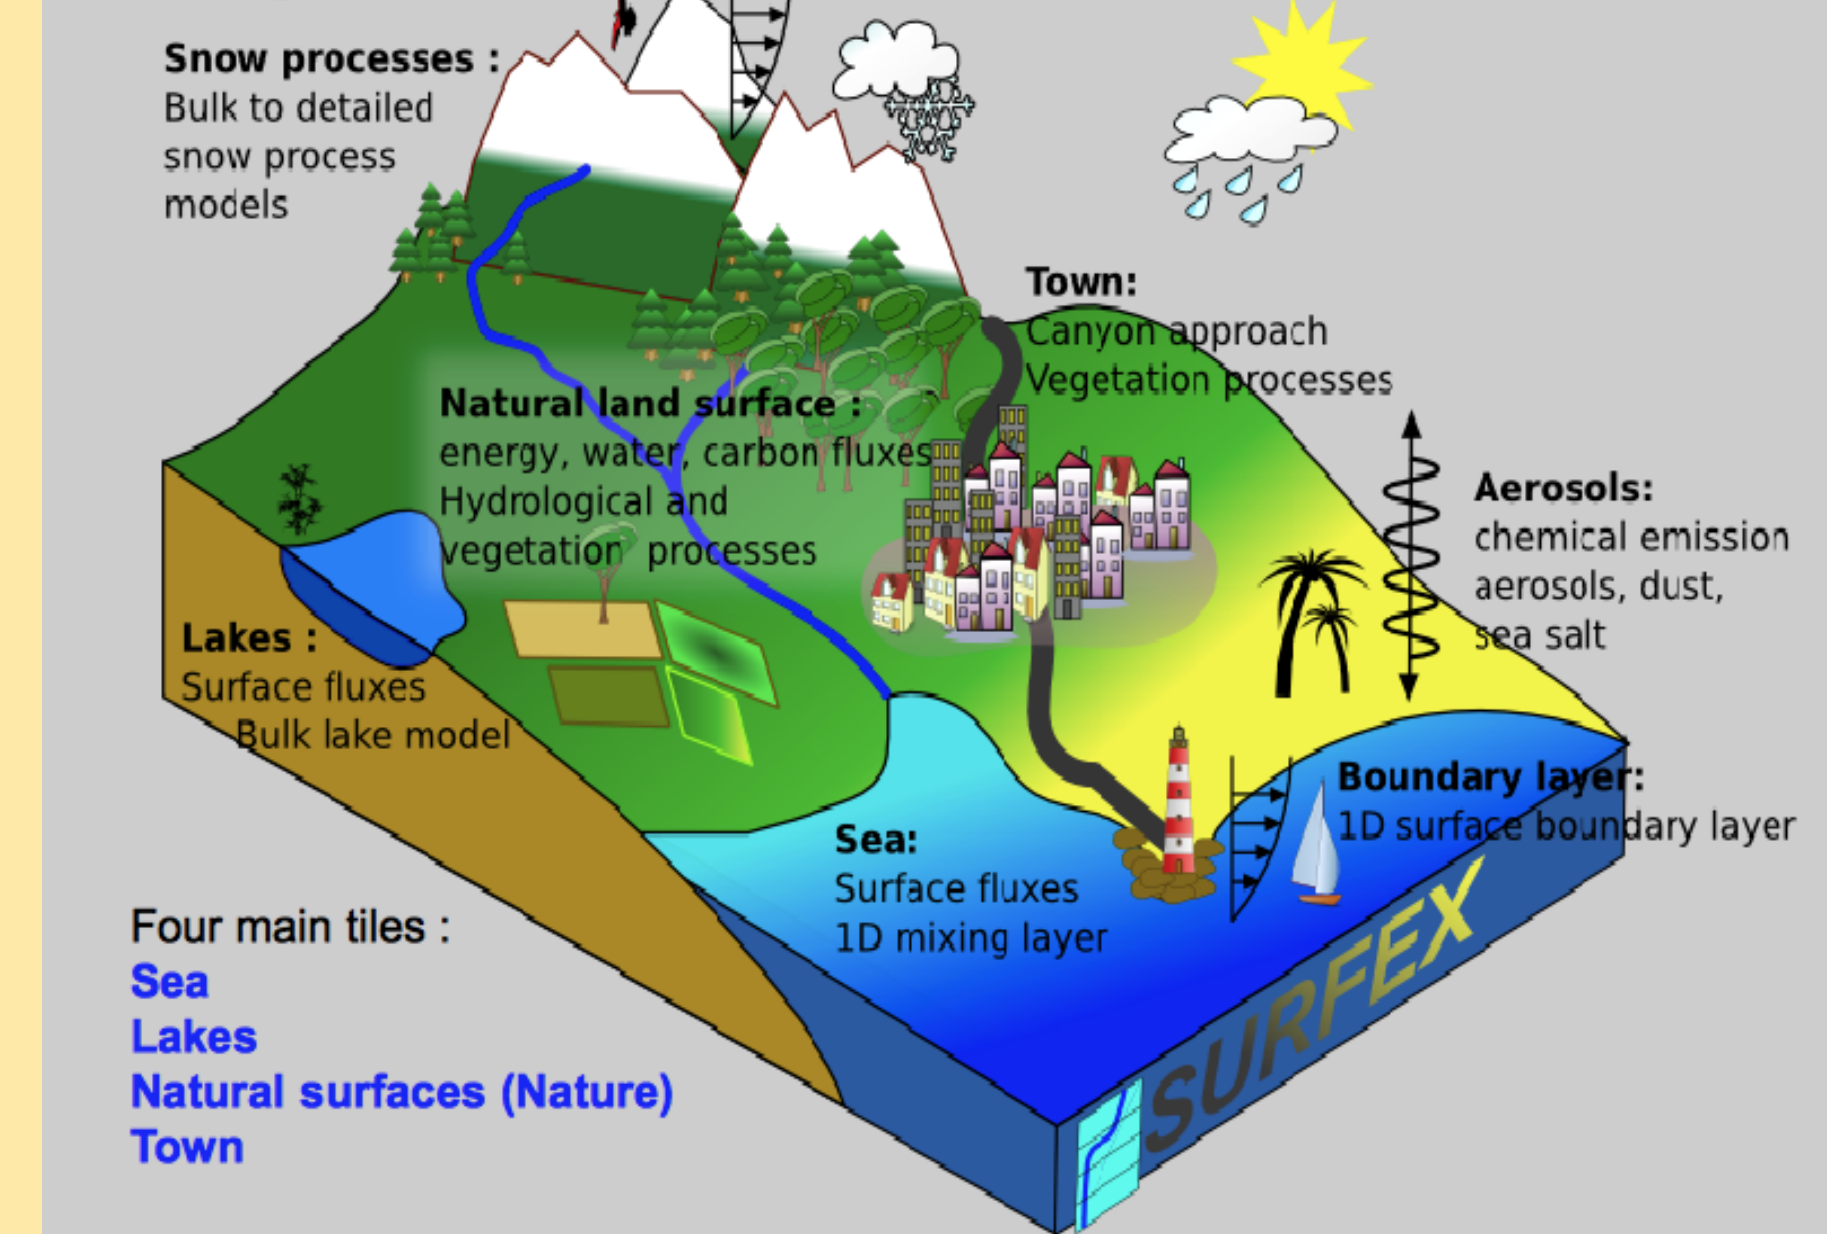 Snow processes :
Bulk to detailed
snow process
models
Town:
Canyon approach
Vegetation processes
Natural land surface :
energy, water, carbon fluxes
Hydrological and
vegetation processes
Aerosols:
chemical emission
aerosols, dust,
sea salt
Lakes :
Surface fluxes
Bulk lake model
Boundary layer:
1D surface boundary layer
Sea:
Surface fluxes
1D mixing layer
SURFEX
Four main tiles :
Sea
Lakes
Natural surfaces (Nature)
Town